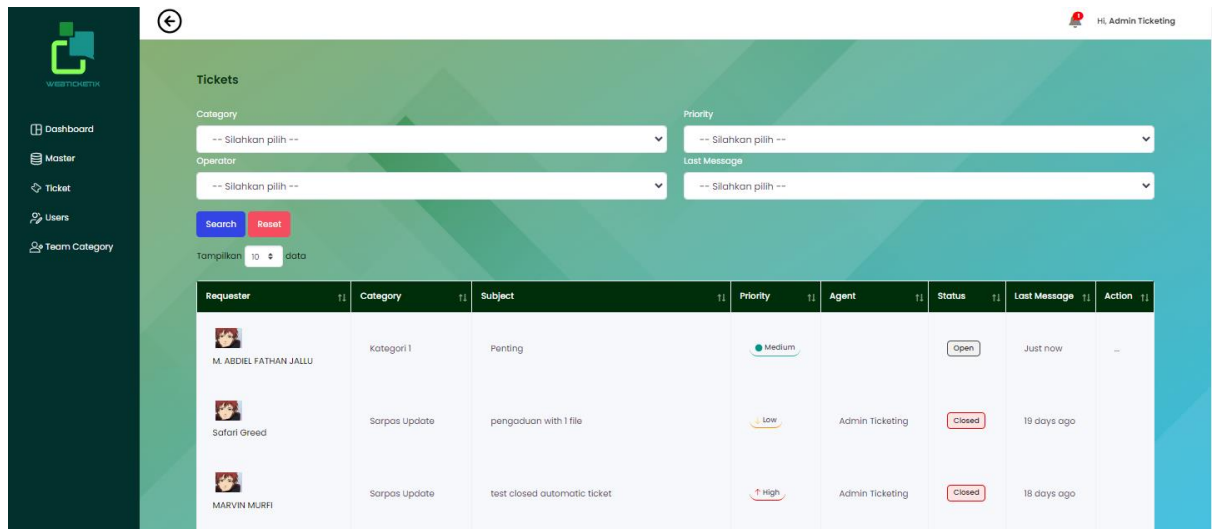 WEBTICKETIX
Hi, Admin Ticketing
Dashboard
Master
Ticket
Users
Team Category
Tickets
Category
Priority
-- Silahkan pilih --
-- Silahkan pilih --
Operator
Last Message
-- Silahkan pilih --
-- Silahkan pilih --
Search Reset
Tampilkan 10 data
Requester Category Subject Priority Agent Status Last Message Action
M. ABDIEL FATHAN JALLU Kategori 1 Penting Medium Open Just now ...
Safari Greed Sarpas Update pengaduan with 1 file Low Admin Ticketing Closed 19 days ago
MARVIN MURFI Sarpas Update test closed automatic ticket High Admin Ticketing Closed 18 days ago